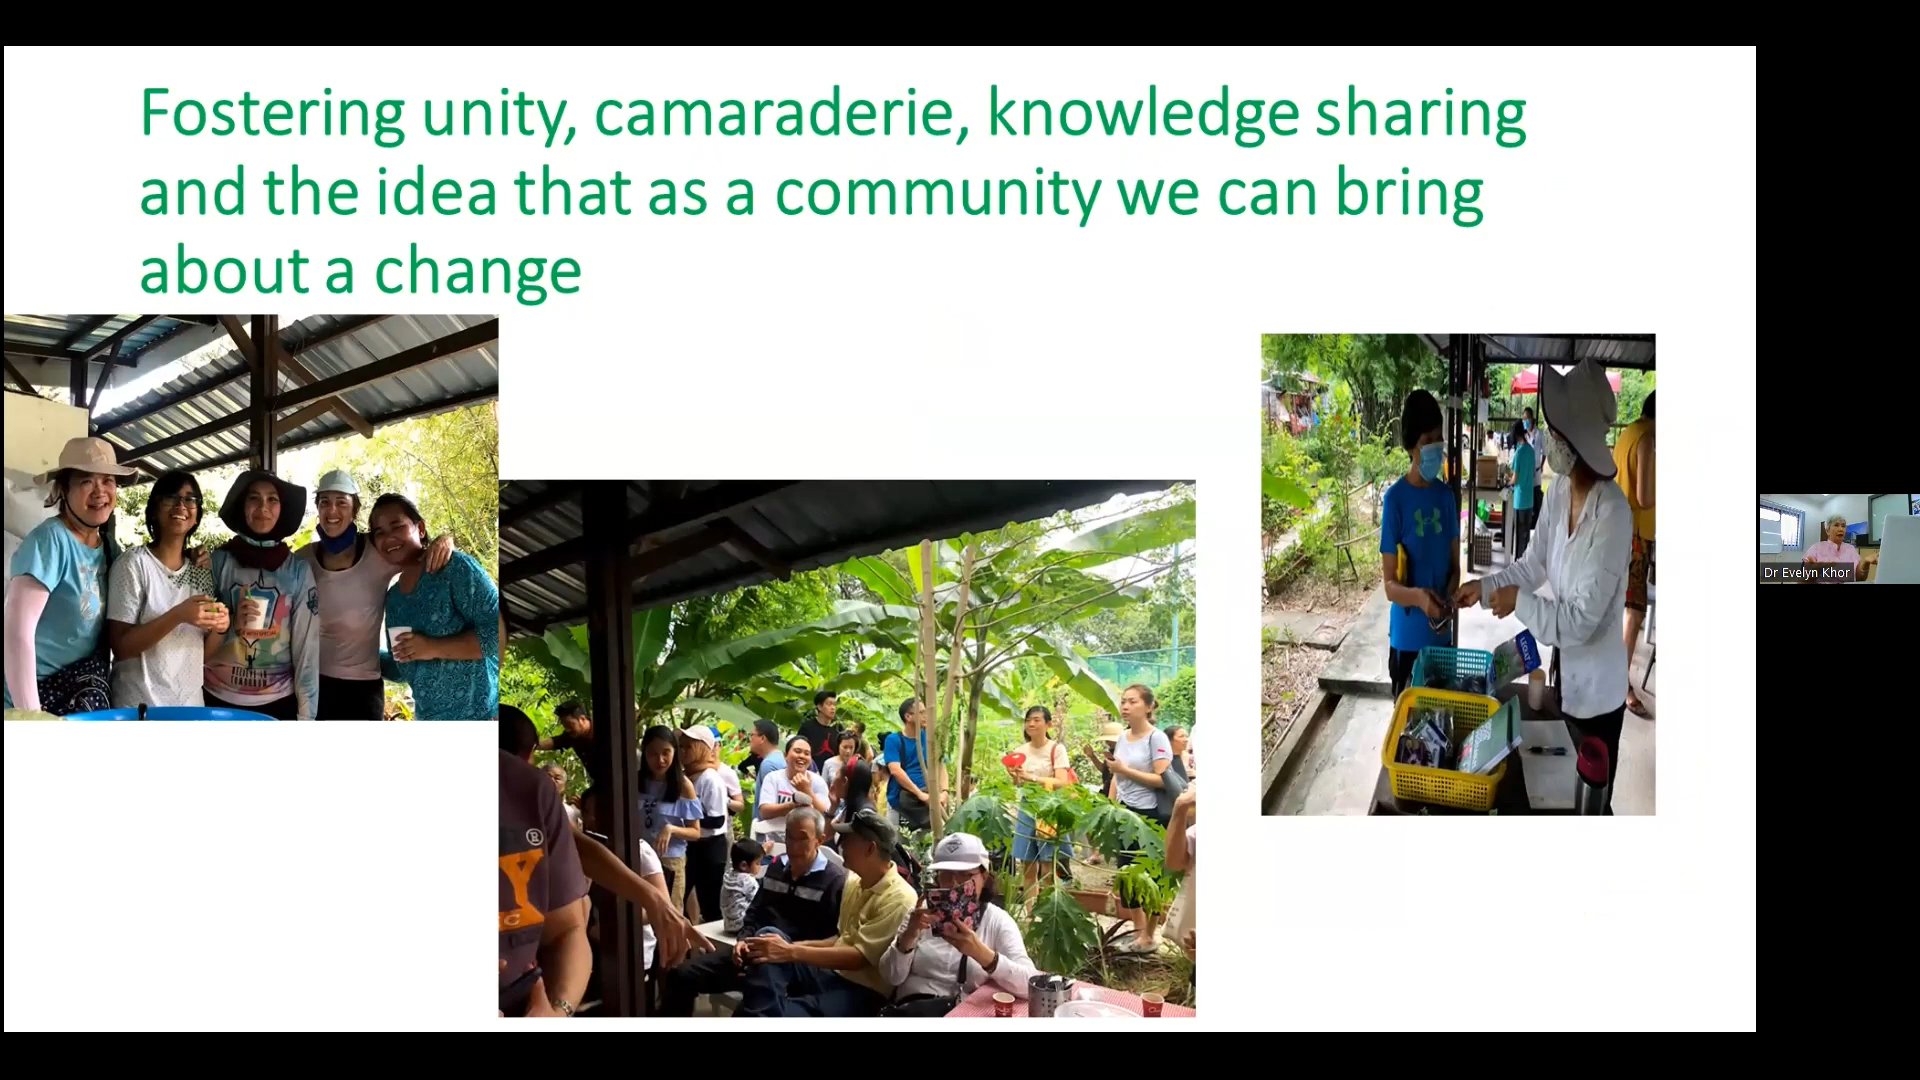 Fostering unity, camaraderie, knowledge sharing
and the idea that as a community we can bring
about a change
Dr Evelyn Khor